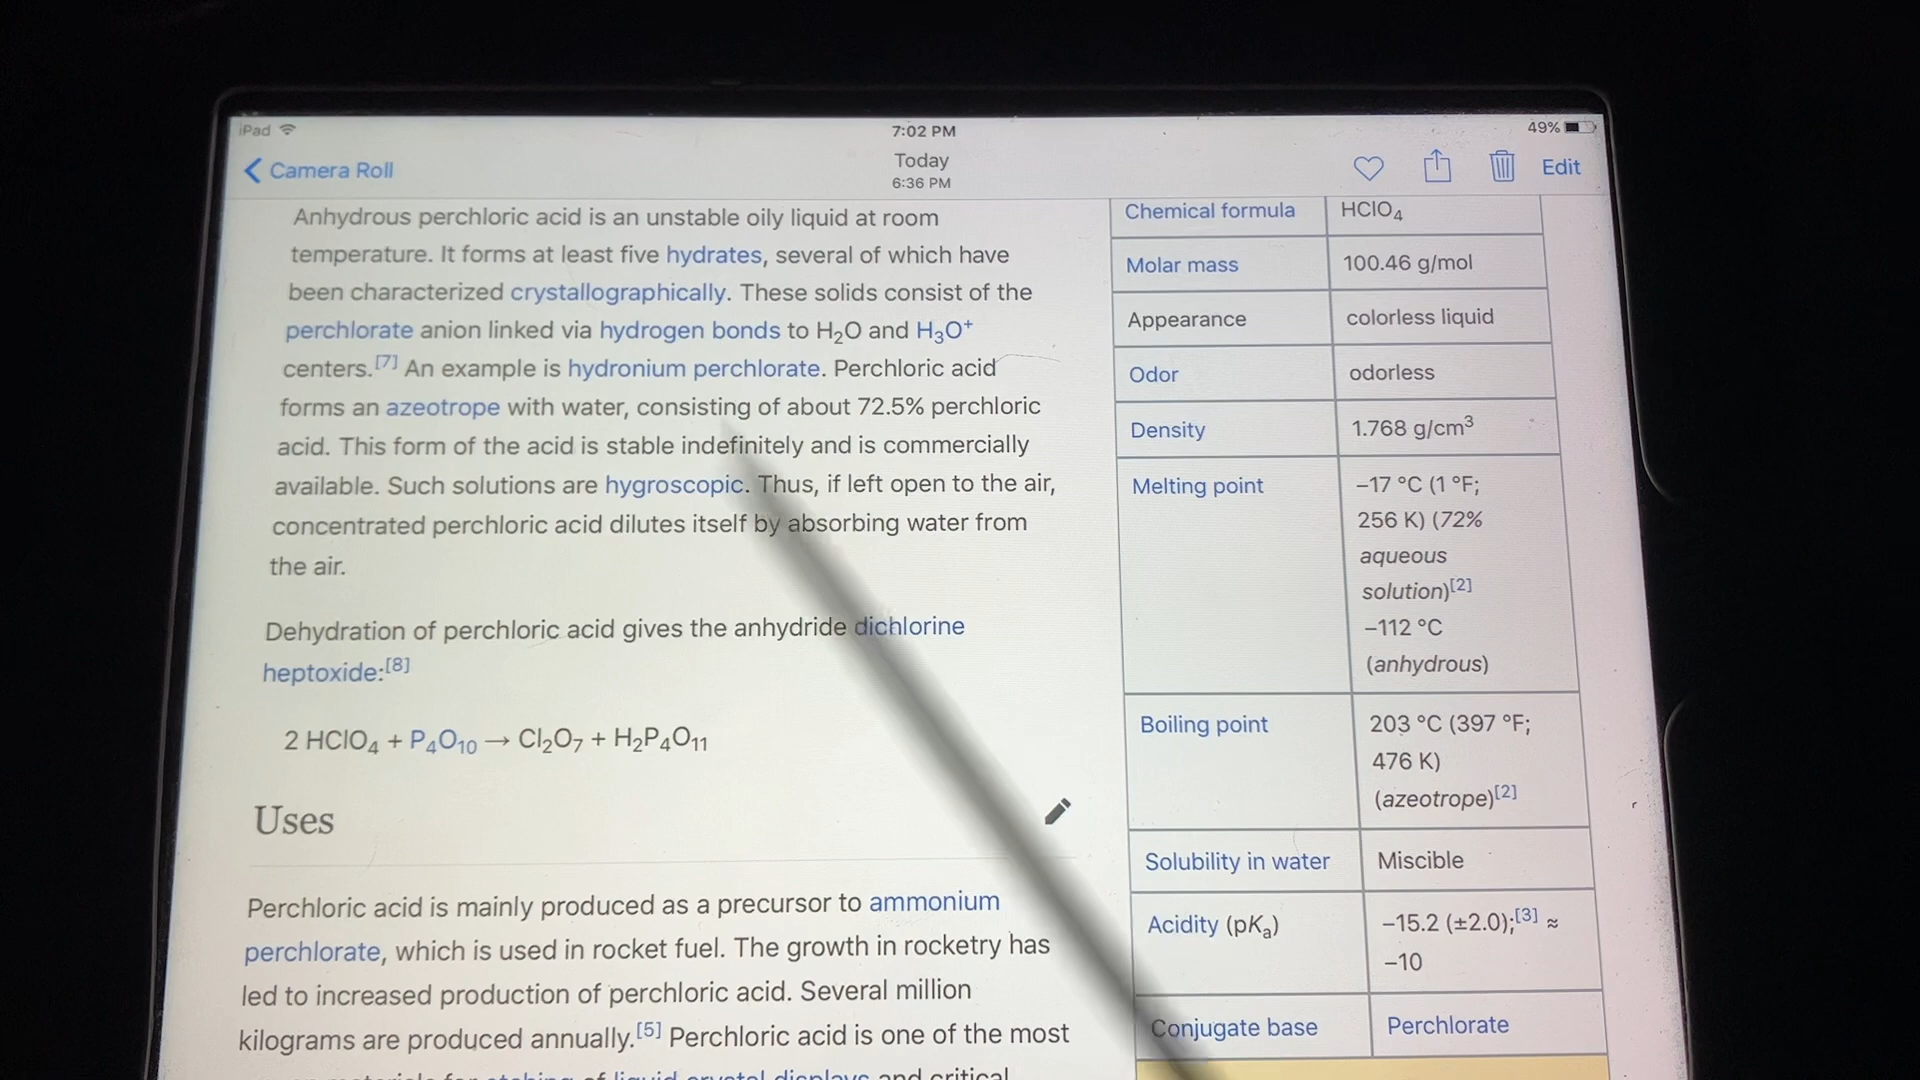 iPad
7:02 PM
49%
Camera Roll
Today
6:36 PM
Edit
Anhydrous perchloric acid is an unstable oily liquid at room
temperature. It forms at least five hydrates, several of which have
been characterized crystallographically. These solids consist of the
perchlorate anion linked via hydrogen bonds to H₂O and H₃O⁺
centers.[7] An example is hydronium perchlorate. Perchloric acid
forms an azeotrope with water, consisting of about 72.5% perchloric
acid. This form of the acid is stable indefinitely and is commercially
available. Such solutions are hygroscopic. Thus, if left open to the air,
concentrated perchloric acid dilutes itself by absorbing water from
the air.
Dehydration of perchloric acid gives the anhydride dichlorine
heptoxide:[8]
2 HClO₄ + P₄O₁₀ → Cl₂O₇ + H₂P₄O₁₁
Uses
Perchloric acid is mainly produced as a precursor to ammonium
perchlorate, which is used in rocket fuel. The growth in rocketry has
led to increased production of perchloric acid. Several million
kilograms are produced annually.[5] Perchloric acid is one of the most
materials for etching of liquid crystal displays and critical
Chemical formula
HClO₄
Molar mass
100.46 g/mol
Appearance
colorless liquid
Odor
odorless
Density
1.768 g/cm³
Melting point
−17 °C (1 °F;
256 K) (72%
aqueous
solution)[2]
−112 °C
(anhydrous)
Boiling point
203 °C (397 °F;
476 K)
(azeotrope)[2]
Solubility in water
Miscible
Acidity (pKₐ)
−15.2 (±2.0);[3] ≈
−10
Conjugate base
Perchlorate